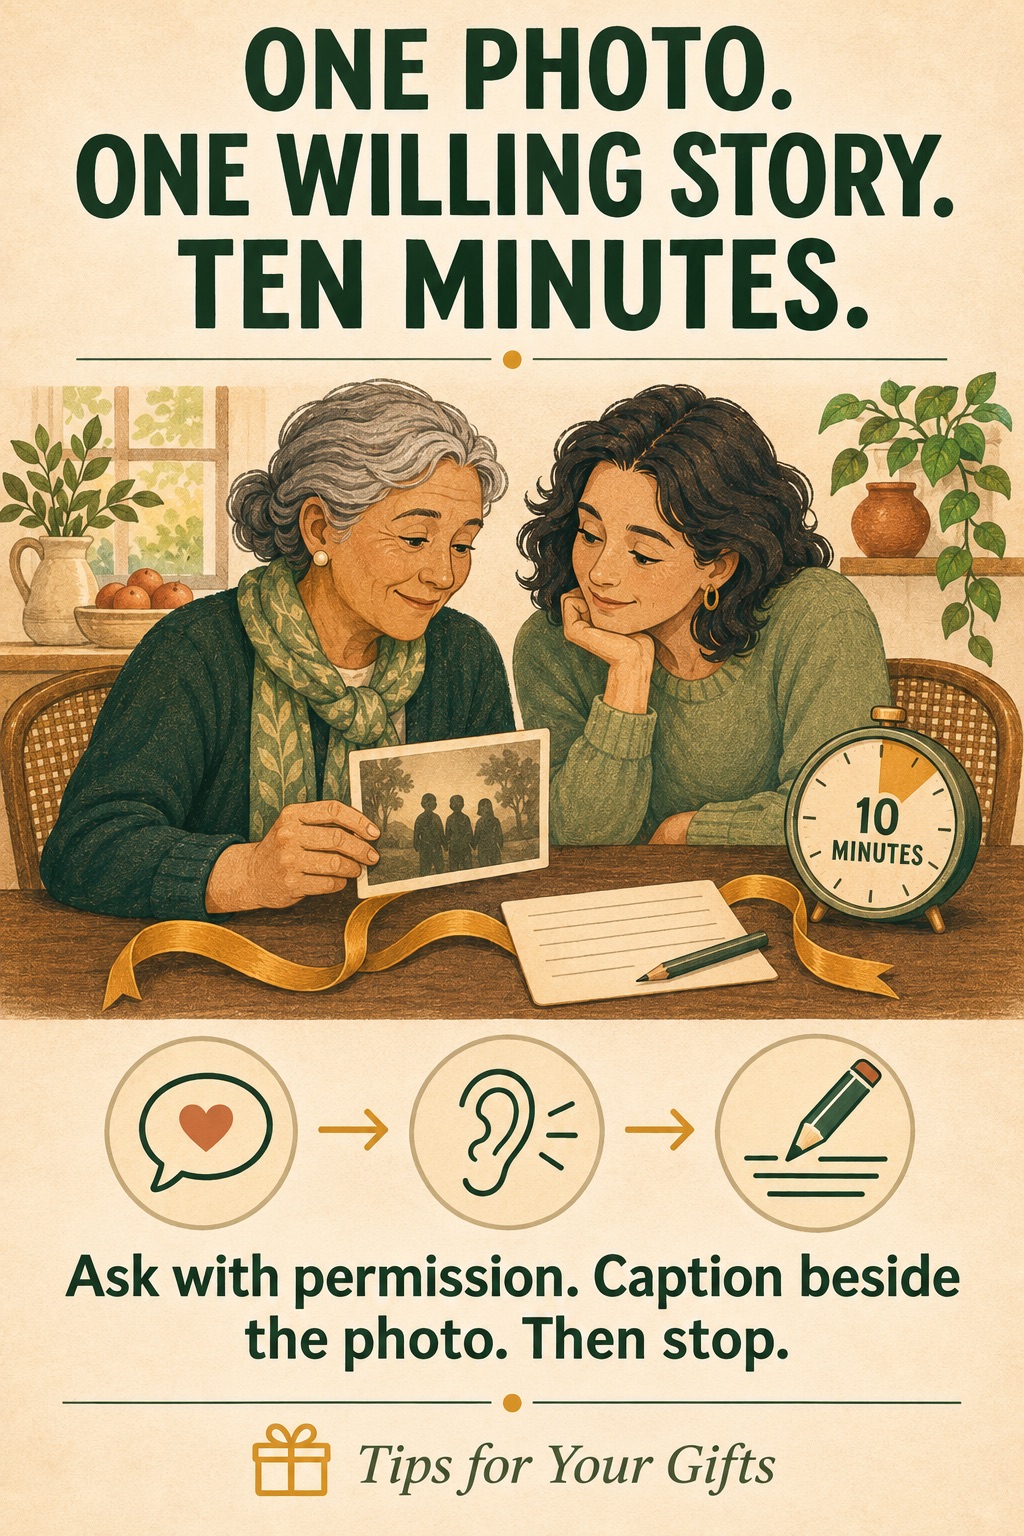 ONE PHOTO.
ONE WILLING STORY.
TEN MINUTES.
10
MINUTES
Ask with permission. Caption beside
the photo. Then stop.
Tips for Your Gifts